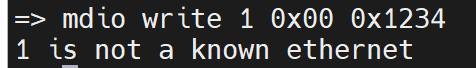 => mdio write 1 0x00 0x1234
1 is not a known ethernet